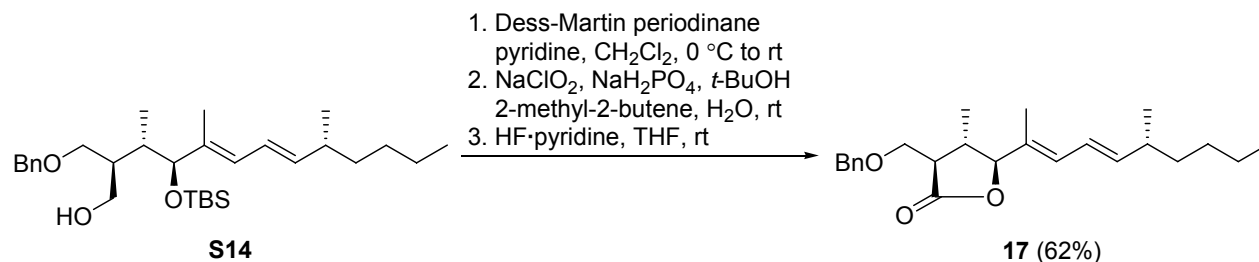 1. Dess-Martin periodinane
pyridine, CH2Cl2, 0 °C to rt
2. NaClO2, NaH2PO4, t-BuOH
2-methyl-2-butene, H2O, rt
3. HF·pyridine, THF, rt
BnO
HO
OTBS
S14
BnO
O
O
17 (62%)